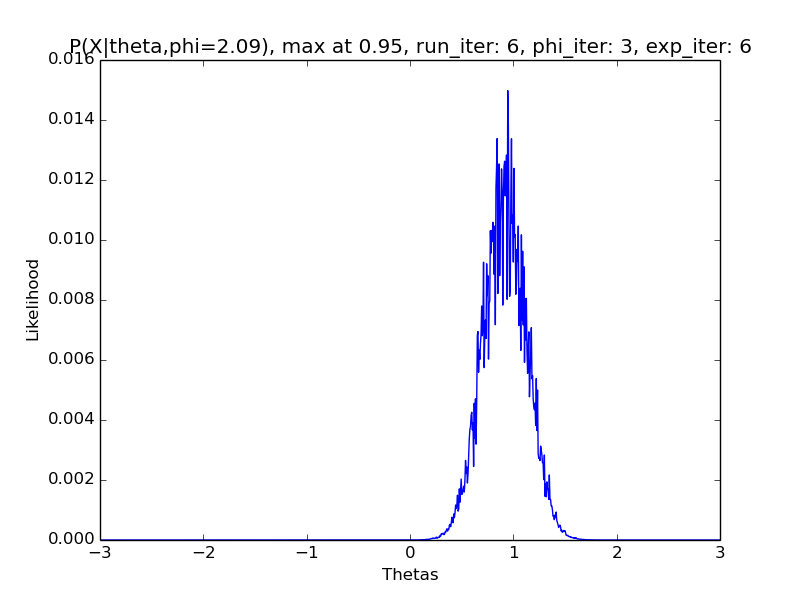 P(X|theta,phi=2.09), max at 0.95, run_iter: 6, phi_iter: 3, exp_iter: 6
0.016
0.014
0.012
0.010
0.008
0.006
0.004
0.002
0.000
Likelihood
−3 −2 −1 0 1 2 3
Thetas